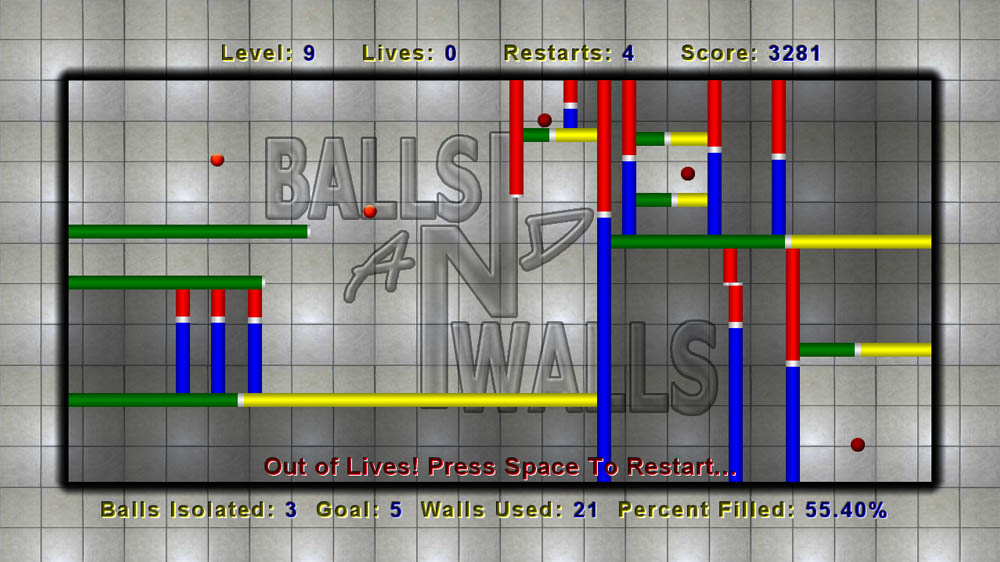 Level: 9 Lives: 0 Restarts: 4 Score: 3281
BALLS
AND
WALLS
Out of Lives! Press Space To Restart...
Balls Isolated: 3 Goal: 5 Walls Used: 21 Percent Filled: 55.40%